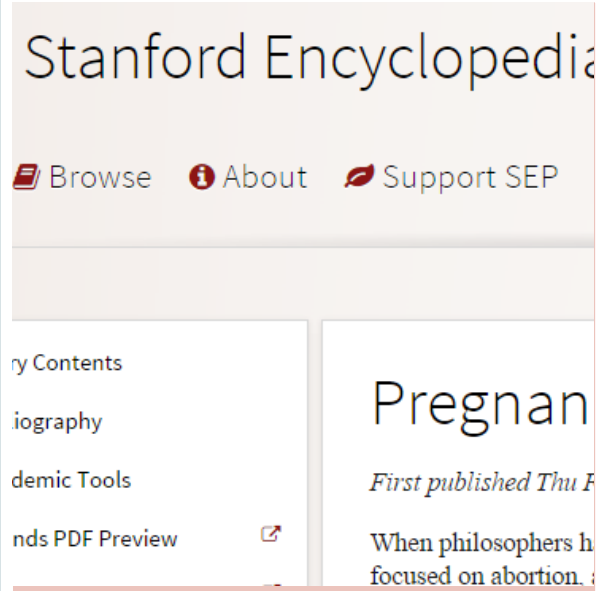 Stanford Encyclopedia
Browse About Support SEP
ry Contents
iography
demic Tools
nds PDF Preview
Pregnan
First published Thu F
When philosophers ha
focused on abortion, a